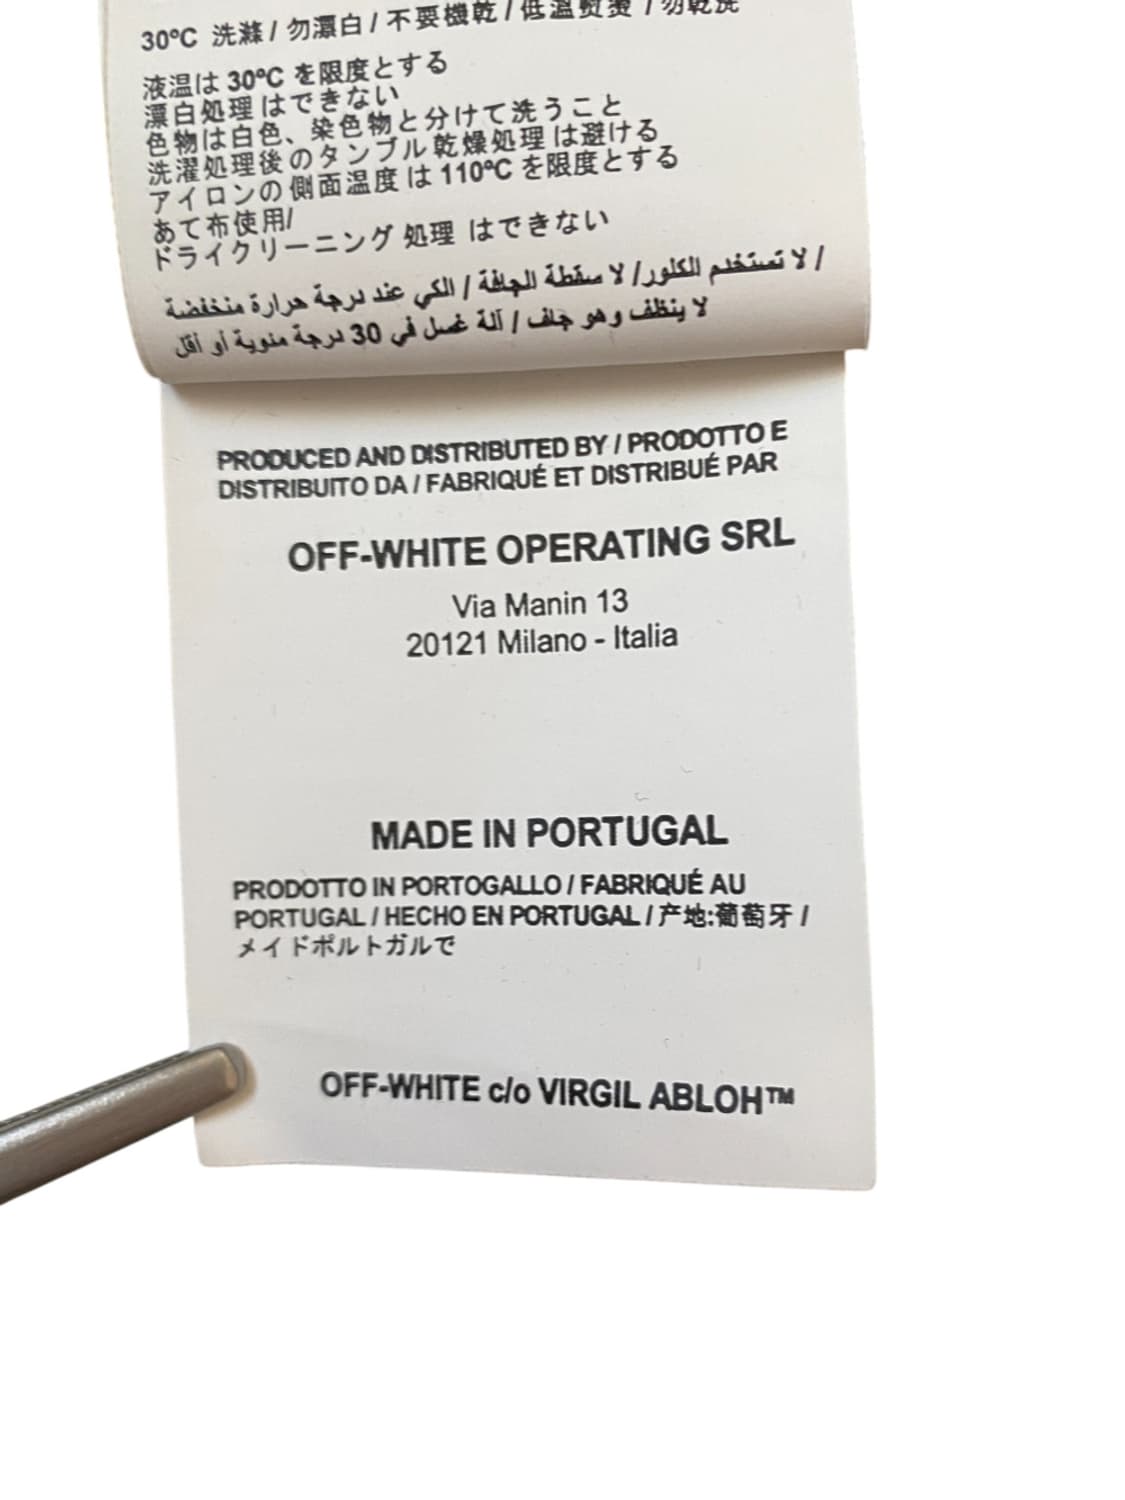 30ºC 洗滌 / 勿漂白 / 不要機乾 / 低温熨燙 / 勿乾洗
液温は 30ºC を限度とする
漂白処理 はできない
色物は白色、染色物と分けて洗うこと
洗濯処理後のタンブル乾燥処理 は避ける
アイロンの側面温度は 110ºC を限度とする
あて布使用/
ドライクリーニング 処理 はできない
لا تستخدم الكلور/ لا سقطة الجافة / الكي عند درجة حرارة منخفضة /
لا ينظف وهو جاف / آلة غسل في 30 درجة مئوية أو أقل
PRODUCED AND DISTRIBUTED BY / PRODOTTO E
DISTRIBUITO DA / FABRIQUÉ ET DISTRIBUÉ PAR
OFF-WHITE OPERATING SRL
Via Manin 13
20121 Milano - Italia
MADE IN PORTUGAL
PRODOTTO IN PORTOGALLO / FABRIQUÉ AU
PORTUGAL / HECHO EN PORTUGAL / 产地:葡萄牙 /
メイドポルトガルで
OFF-WHITE c/o VIRGIL ABLOH™